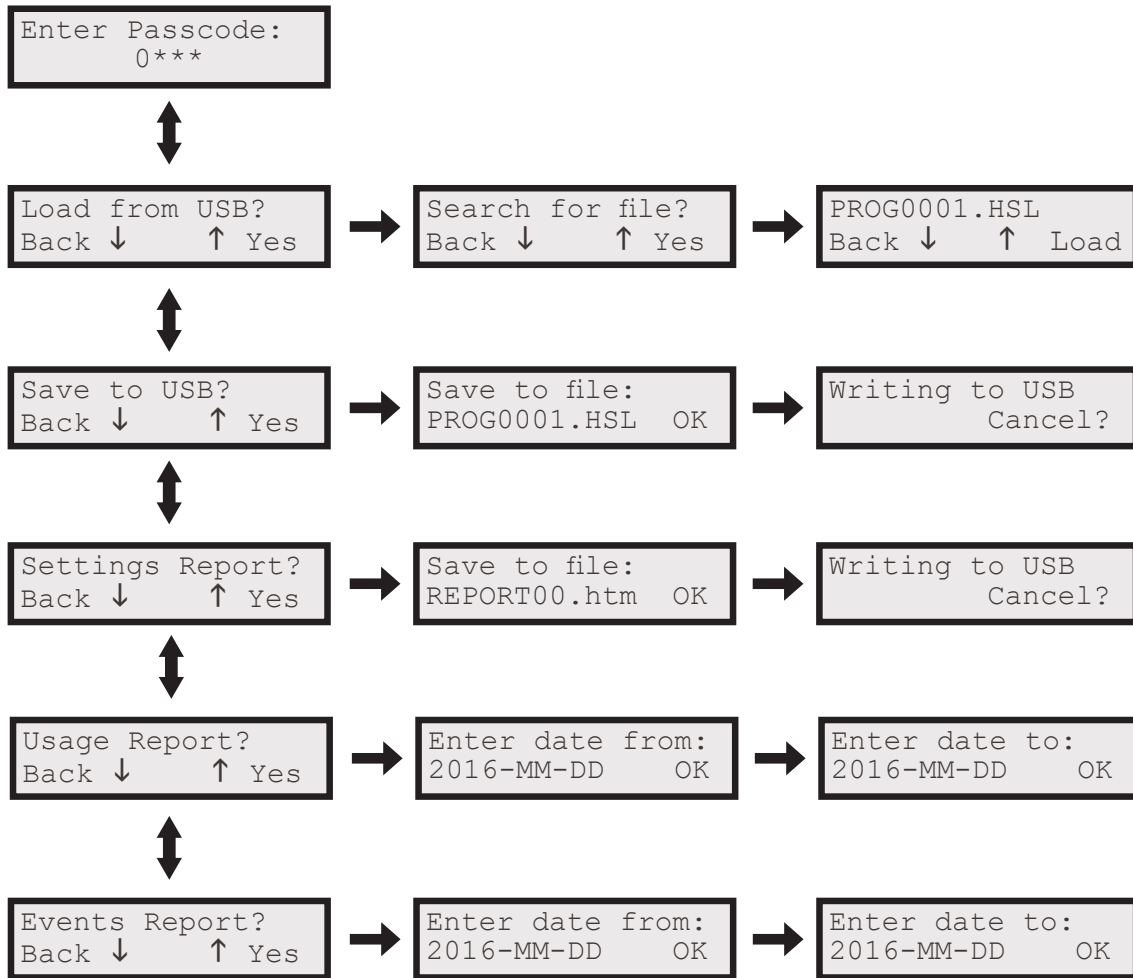 Enter Passcode:
0***
Load from USB?
Back ↓ ↑ Yes
Search for file?
Back ↓ ↑ Yes
PROG0001.HSL
Back ↓ ↑ Load
Save to USB?
Back ↓ ↑ Yes
Save to file:
PROG0001.HSL OK
Writing to USB
Cancel?
Settings Report?
Back ↓ ↑ Yes
Save to file:
REPORT00.htm OK
Writing to USB
Cancel?
Usage Report?
Back ↓ ↑ Yes
Enter date from:
2016-MM-DD OK
Enter date to:
2016-MM-DD OK
Events Report?
Back ↓ ↑ Yes
Enter date from:
2016-MM-DD OK
Enter date to:
2016-MM-DD OK